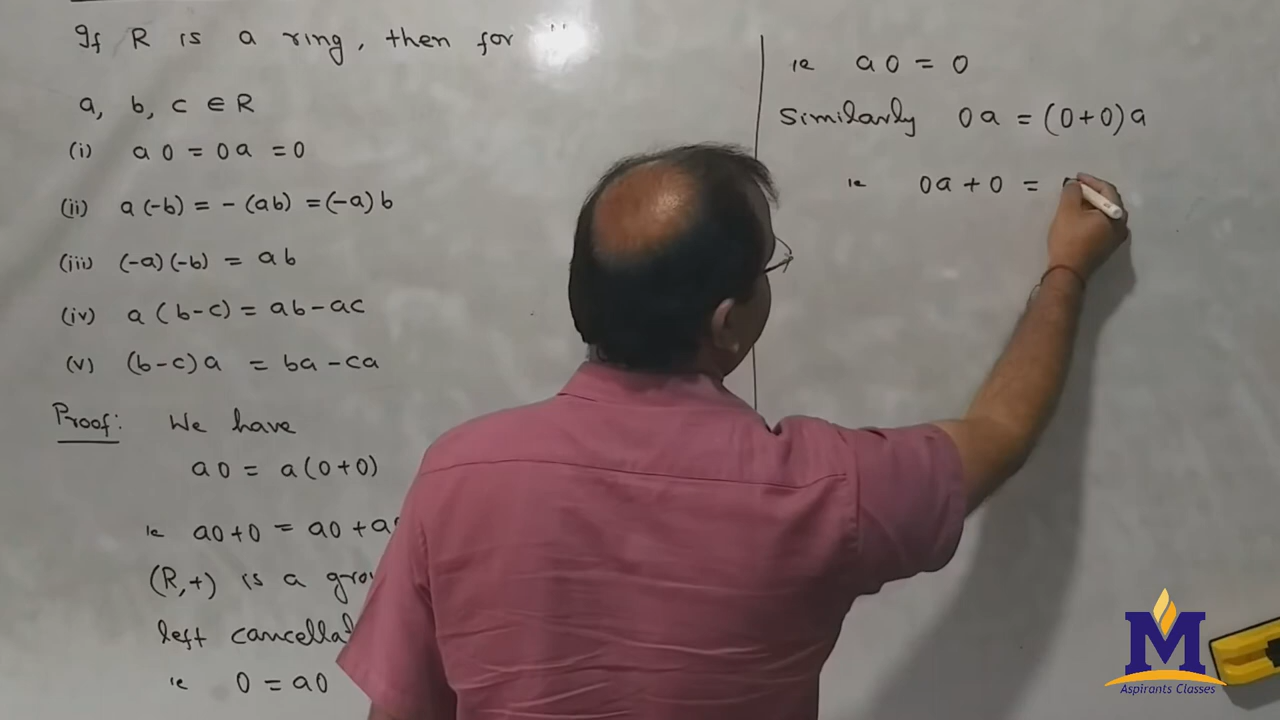 If R is a ring, then for
a, b, c ∈ R
(i) a0 = 0a = 0
(ii) a(-b) = -(ab) = (-a)b
(iii) (-a)(-b) = ab
(iv) a(b-c) = ab-ac
(v) (b-c)a = ba-ca
Proof: We have
a0 = a(0+0)
ie a0+0 = a0+a
(R,+) is a
left
ie 0 = a0
ie a0 = 0
Similarly 0a = (0+0)a
ie 0a+0 =
M
Aspirants Classes